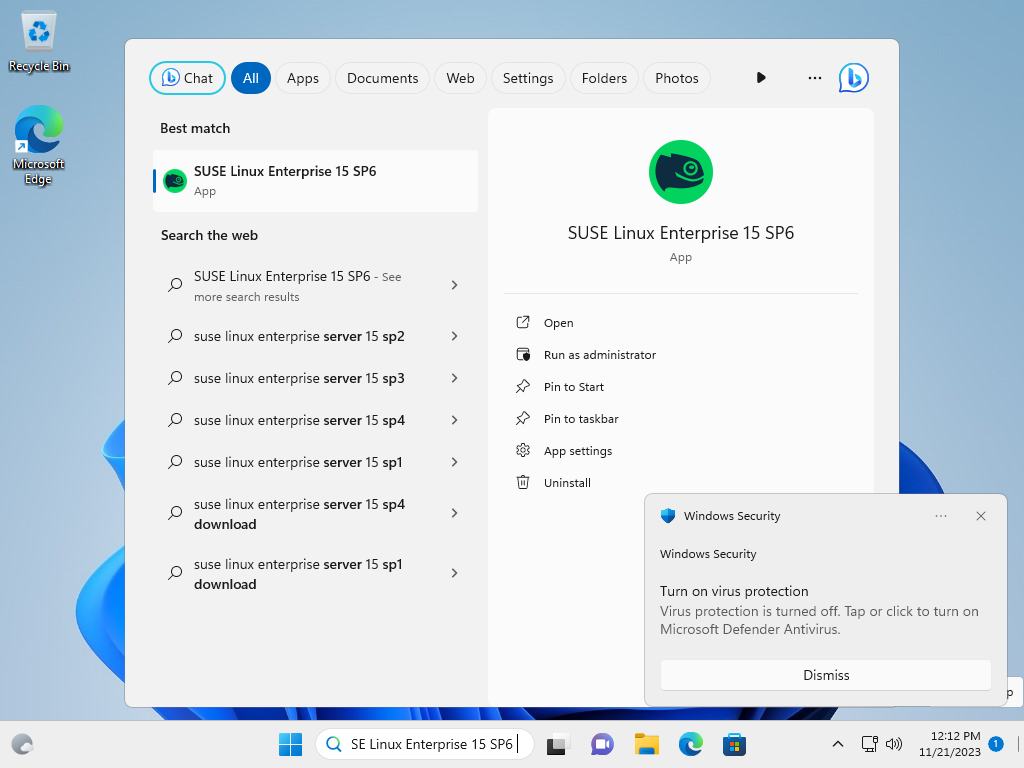 Recycle Bin
Microsoft
Edge
Chat
All
Apps
Documents
Web
Settings
Folders
Photos
Best match
SUSE Linux Enterprise 15 SP6
App
Search the web
SUSE Linux Enterprise 15 SP6 - See
more search results
suse linux enterprise server 15 sp2
suse linux enterprise server 15 sp3
suse linux enterprise server 15 sp4
suse linux enterprise server 15 sp1
suse linux enterprise server 15 sp4
download
suse linux enterprise server 15 sp1
download
SUSE Linux Enterprise 15 SP6
App
Open
Run as administrator
Pin to Start
Pin to taskbar
App settings
Uninstall
Windows Security
Windows Security
Turn on virus protection
Virus protection is turned off. Tap or click to turn on
Microsoft Defender Antivirus.
Dismiss
p
SE Linux Enterprise 15 SP6
12:12 PM
11/21/2023
1